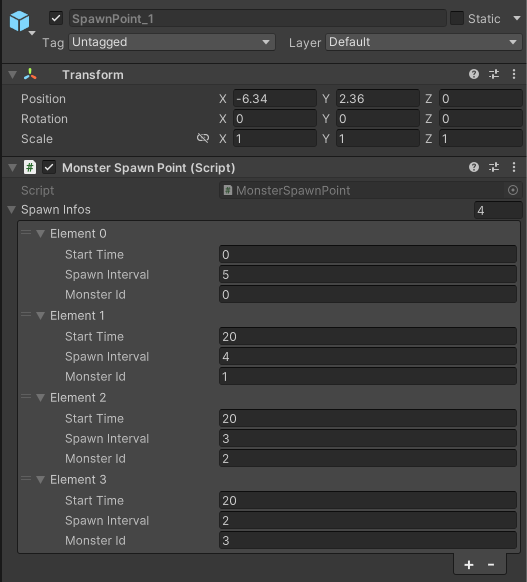 SpawnPoint_1 Static
Tag Untagged Layer Default
Transform
Position X -6.34 Y 2.36 Z 0
Rotation X 0 Y 0 Z 0
Scale X 1 Y 1 Z 1
# Monster Spawn Point (Script)
Script # MonsterSpawnPoint
Spawn Infos 4
Element 0
Start Time 0
Spawn Interval 5
Monster Id 0
Element 1
Start Time 20
Spawn Interval 4
Monster Id 1
Element 2
Start Time 20
Spawn Interval 3
Monster Id 2
Element 3
Start Time 20
Spawn Interval 2
Monster Id 3
+ -